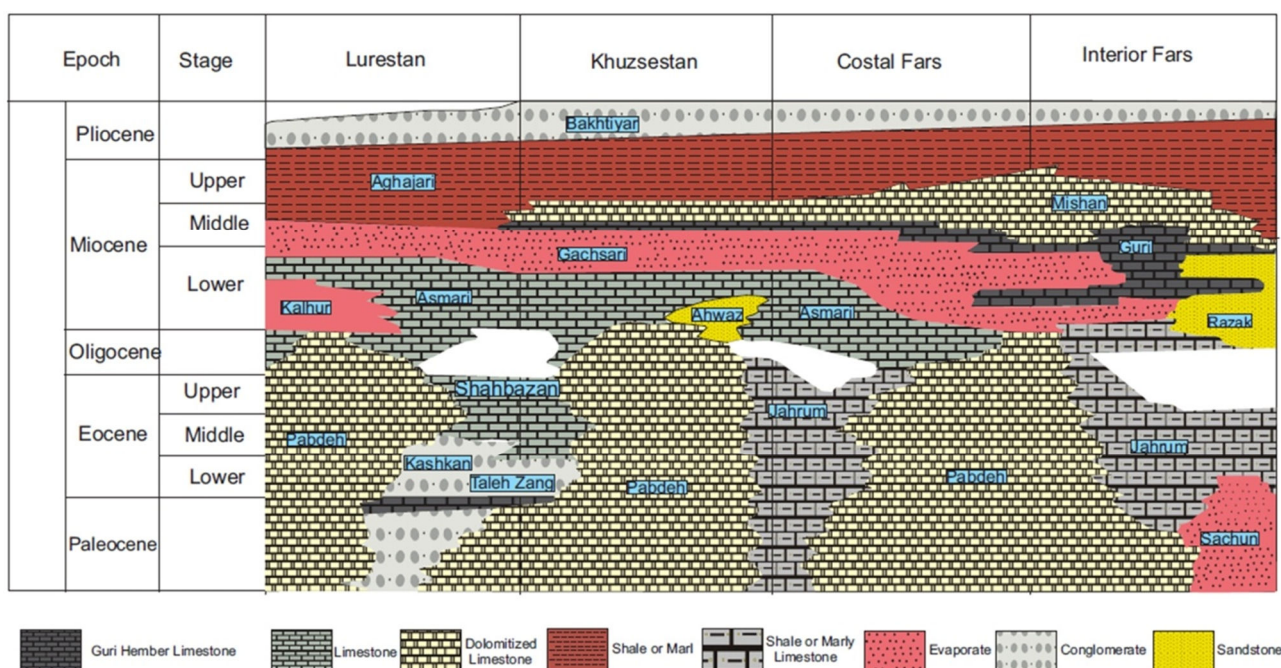 Epoch
Stage
Lurestan
Khuzsestan
Costal Fars
Interior Fars
Pliocene
Bakhtiyar
Miocene
Upper
Aghajari
Mishan
Middle
Guri
Gachsari
Lower
Kalhur
Asmari
Ahwaz
Asmari
Razak
Oligocene
Eocene
Upper
Shahbazan
Jahrum
Middle
Pabdeh
Jahrum
Lower
Kashkan
Taleh Zang
Pabdeh
Pabdeh
Paleocene
Sachun
Guri Hember Limestone
Limestone
Dolomitized
Limestone
Shale or Marl
Shale or Marly
Limestone
Evaporate
Conglomerate
Sandstone